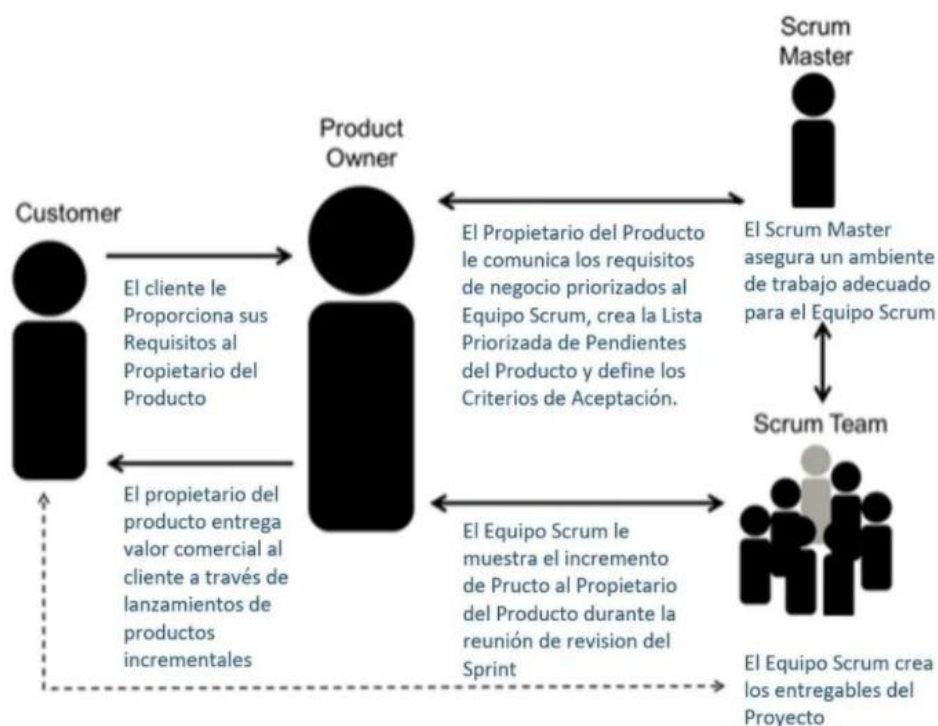 Scrum
Master
Product
Owner
Customer
El cliente le
Proporciona sus
Requisitos al
Propietario del
Producto
El Propietario del Producto
le comunica los requisitos
de negocio priorizados al
Equipo Scrum, crea la Lista
Priorizada de Pendientes
del Producto y define los
Criterios de Aceptación.
El Scrum Master
asegura un ambiente
de trabajo adecuado
para el Equipo Scrum
Scrum Team
El propietario del
producto entrega
valor comercial al
cliente a través de
lanzamientos de
productos
incrementales
El Equipo Scrum le
muestra el incremento
de Pructo al Propietario
del Producto durante la
reunión de revision del
Sprint
El Equipo Scrum crea
los entregables del
Proyecto